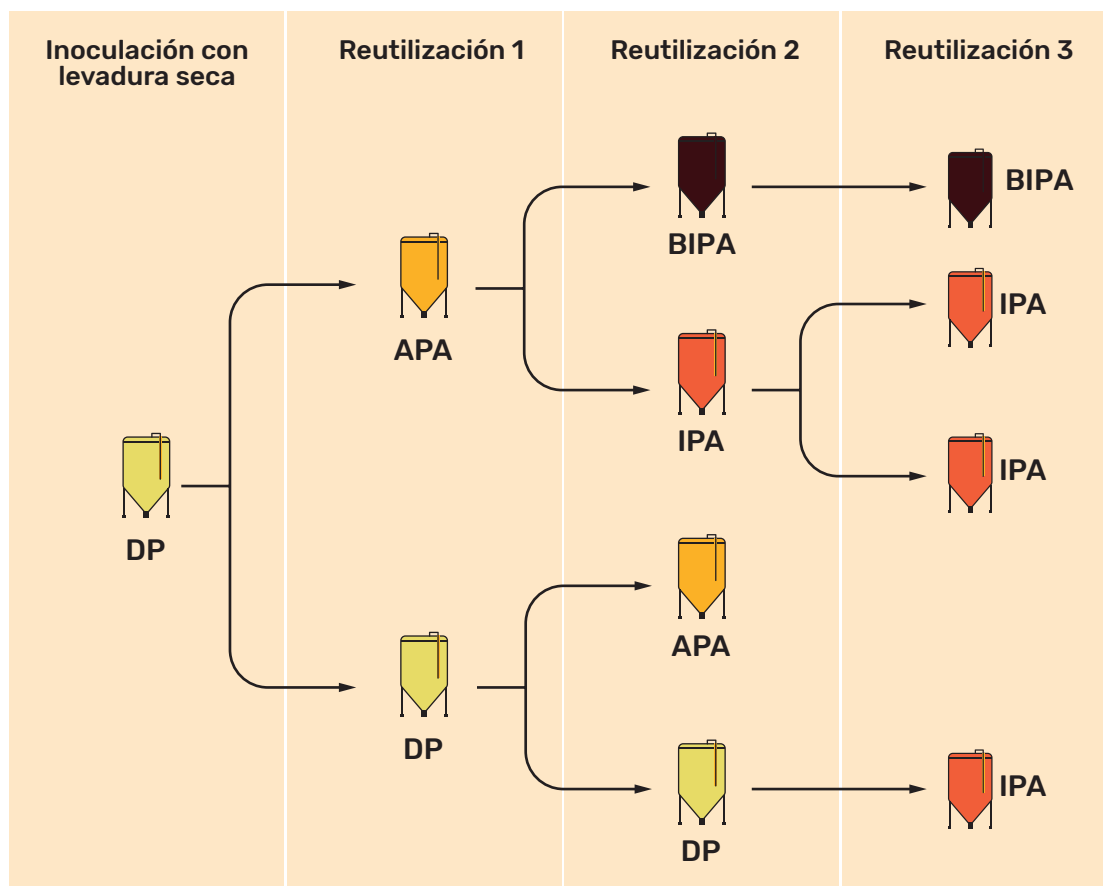 Inoculación con
levadura seca
Reutilización 1
Reutilización 2
Reutilización 3
DP
APA
DP
BIPA
IPA
APA
DP
BIPA
IPA
IPA
IPA